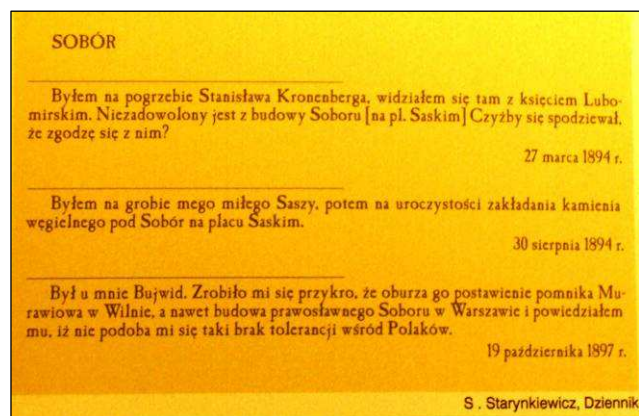 SOBÓR
Byłem na pogrzebie Stanisława Kronenberga, widziałem się tam z księciem Lubo-
mirskim. Niezadowolony jest z budowy Soboru [na pl. Saskim] Czyżby się spodziewał,
że zgodzę się z nim?
27 marca 1894 r.
Byłem na grobie mego miłego Saszy, potem na uroczystości zakładania kamienia
węgielnego pod Sobór na placu Saskim.
30 sierpnia 1894 r.
Był u mnie Bujwid. Zrobiło mi się przykro, że oburza go postawienie pomnika Mu-
rawiowa w Wilnie, a nawet budowa prawosławnego Soboru w Warszawie i powiedziałem
mu, iż nie podoba mi się taki brak tolerancji wśród Polaków.
19 października 1897 r.
S . Starynkiewicz, Dziennik